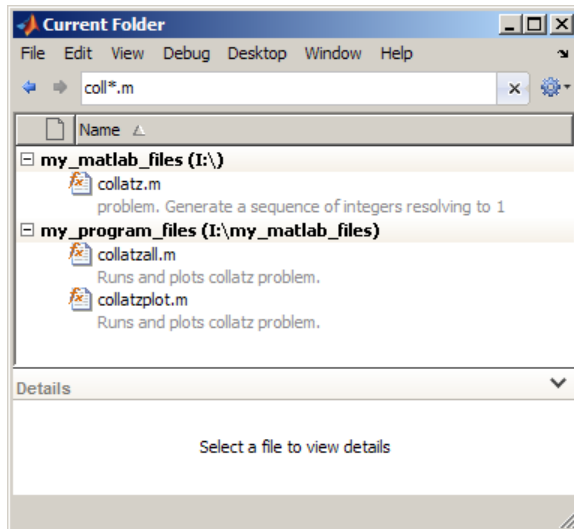 Current Folder
File Edit View Debug Desktop Window Help
coll*.m
Name
my_matlab_files (I:\)
collatz.m
problem. Generate a sequence of integers resolving to 1
my_program_files (I:\my_matlab_files)
collatzall.m
Runs and plots collatz problem.
collatzplot.m
Runs and plots collatz problem.
Details
Select a file to view details